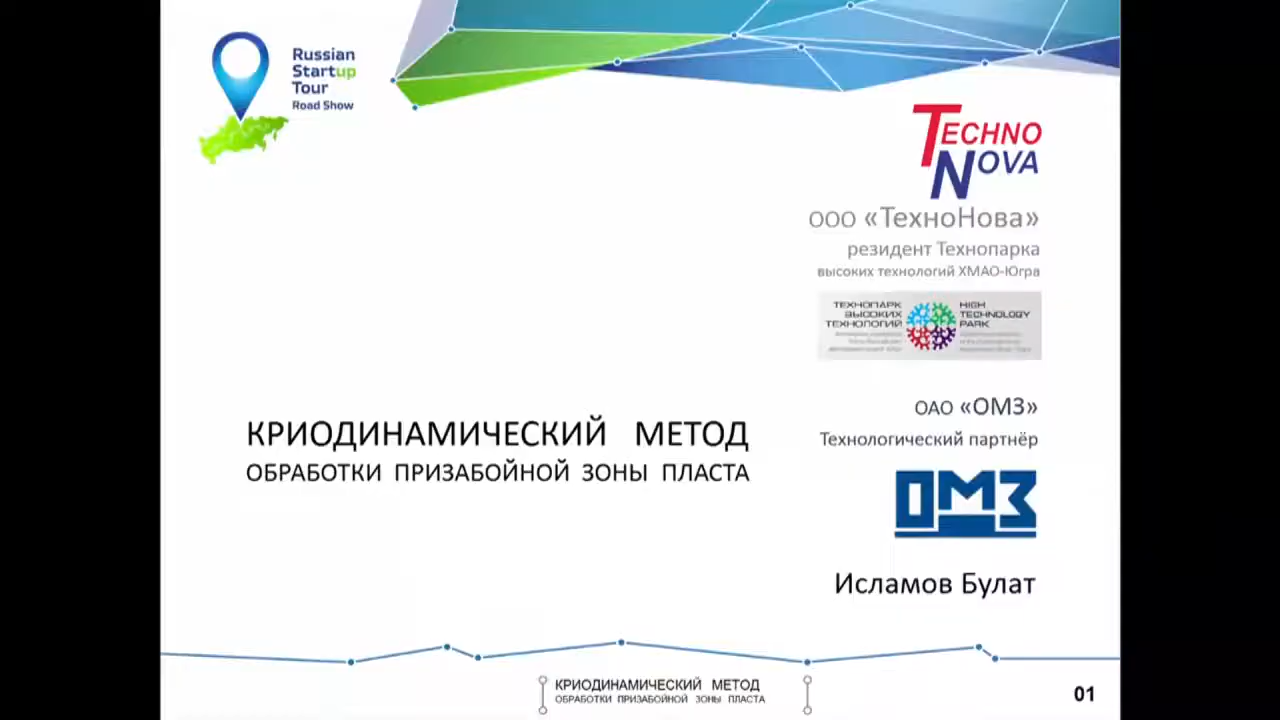 Russian
Startup
Tour
Road Show
TECHNO
NOVA
ООО «ТехноНова»
резидент Технопарка
высоких технологий ХМАО-Югра
ТЕХНОПАРК
ВЫСОКИХ
ТЕХНОЛОГИЙ
HIGH
TECHNOLOGY
PARK
ОАО «ОМЗ»
Технологический партнёр
ОМЗ
КРИОДИНАМИЧЕСКИЙ МЕТОД
ОБРАБОТКИ ПРИЗАБОЙНОЙ ЗОНЫ ПЛАСТА
Исламов Булат
КРИОДИНАМИЧЕСКИЙ МЕТОД
ОБРАБОТКИ ПРИЗАБОЙНОЙ ЗОНЫ ПЛАСТА
01